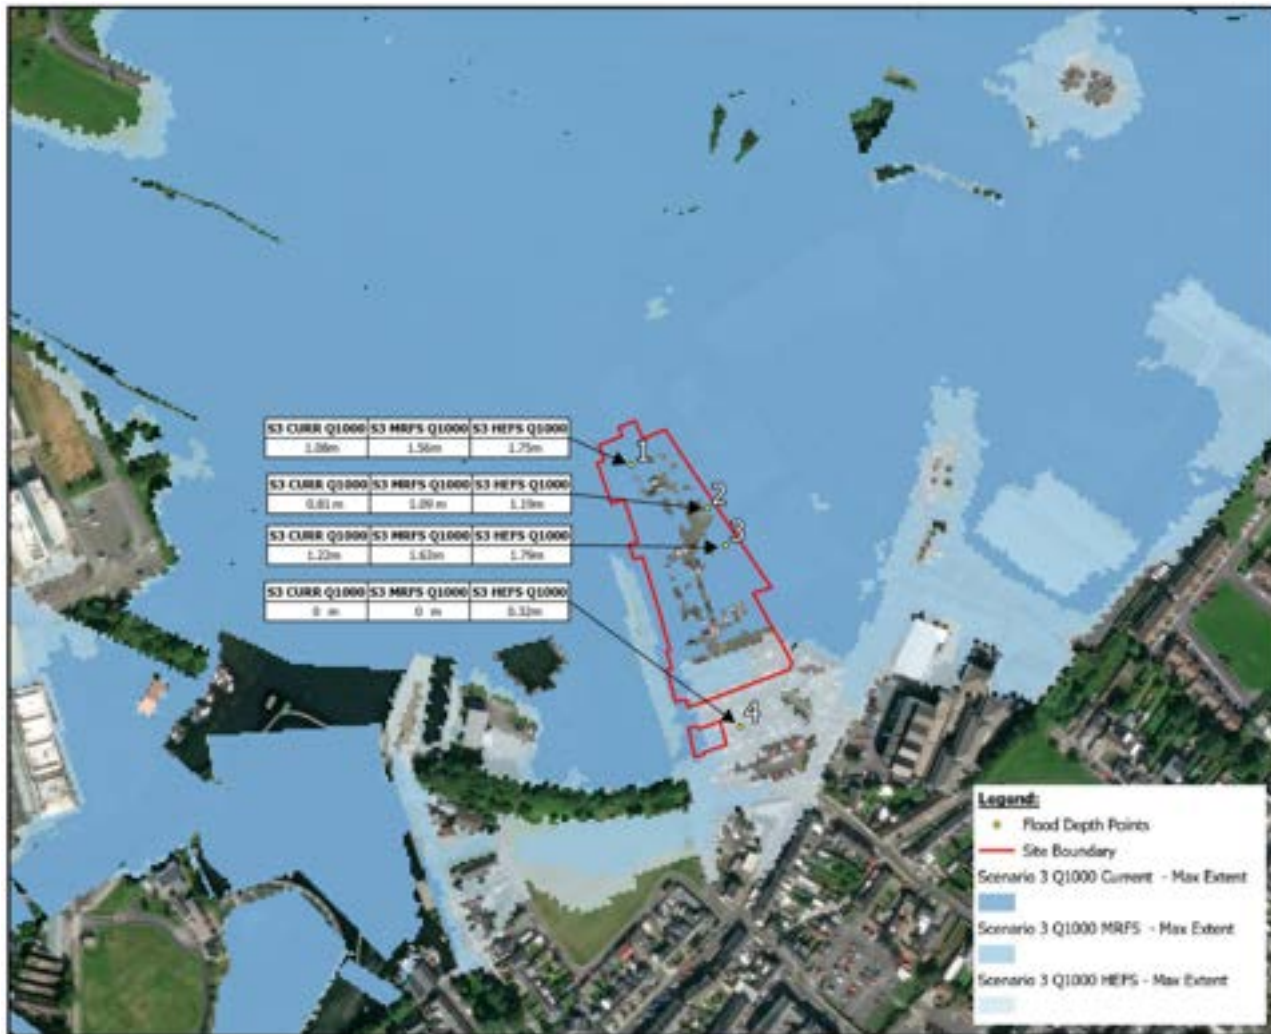 S3 CURR Q1000 S3 MRFS Q1000 S3 HEFS Q1000
1.08m 1.56m 1.75m
S3 CURR Q1000 S3 MRFS Q1000 S3 HEFS Q1000
0.81 m 1.09 m 1.19m
S3 CURR Q1000 S3 MRFS Q1000 S3 HEFS Q1000
1.22m 1.63m 1.79m
S3 CURR Q1000 S3 MRFS Q1000 S3 HEFS Q1000
0 m 0 m 0.32m
1
2
3
4
Legend:
Flood Depth Points
Site Boundary
Scenario 3 Q1000 Current - Max Extent
Scenario 3 Q1000 MRFS - Max Extent
Scenario 3 Q1000 HEFS - Max Extent